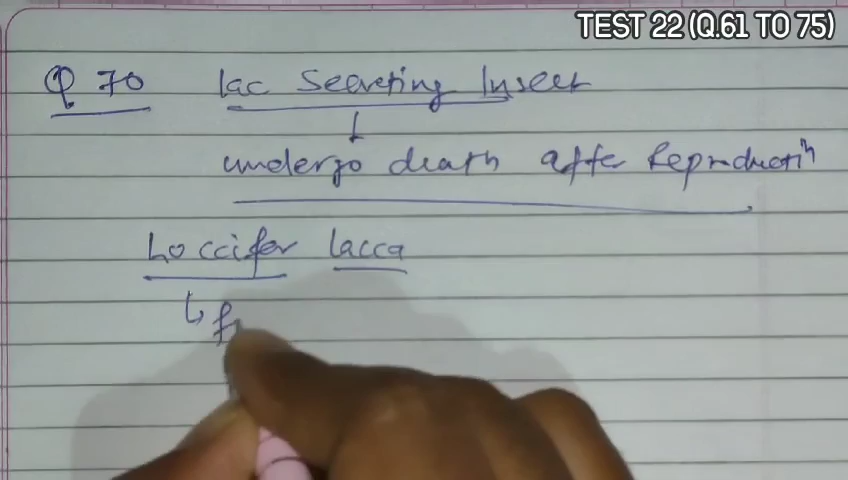 TEST 22 (Q.61 TO 75)
Q 70 lac Secreting Insect
↓
undergo death after Reproductiⁿ
Loccifer lacca
↳ f